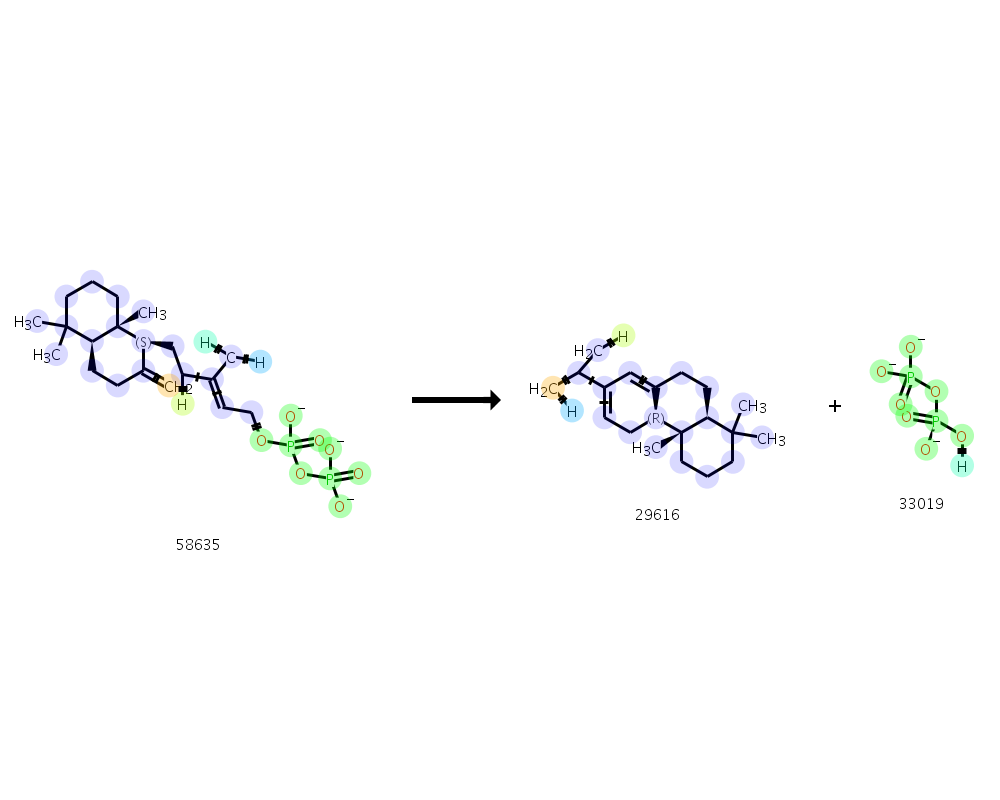 H₃C
H₃C
CH₃
(S)
CH₂
H
H
C
H
O
O⁻
P
O
O
O⁻
P
O
O⁻
58635
H
H₂C
H₂C
H
H₃C
(R)
CH₃
CH₃
29616
+
O⁻
O⁻
P
O
O
O
P
O⁻
O
H
33019